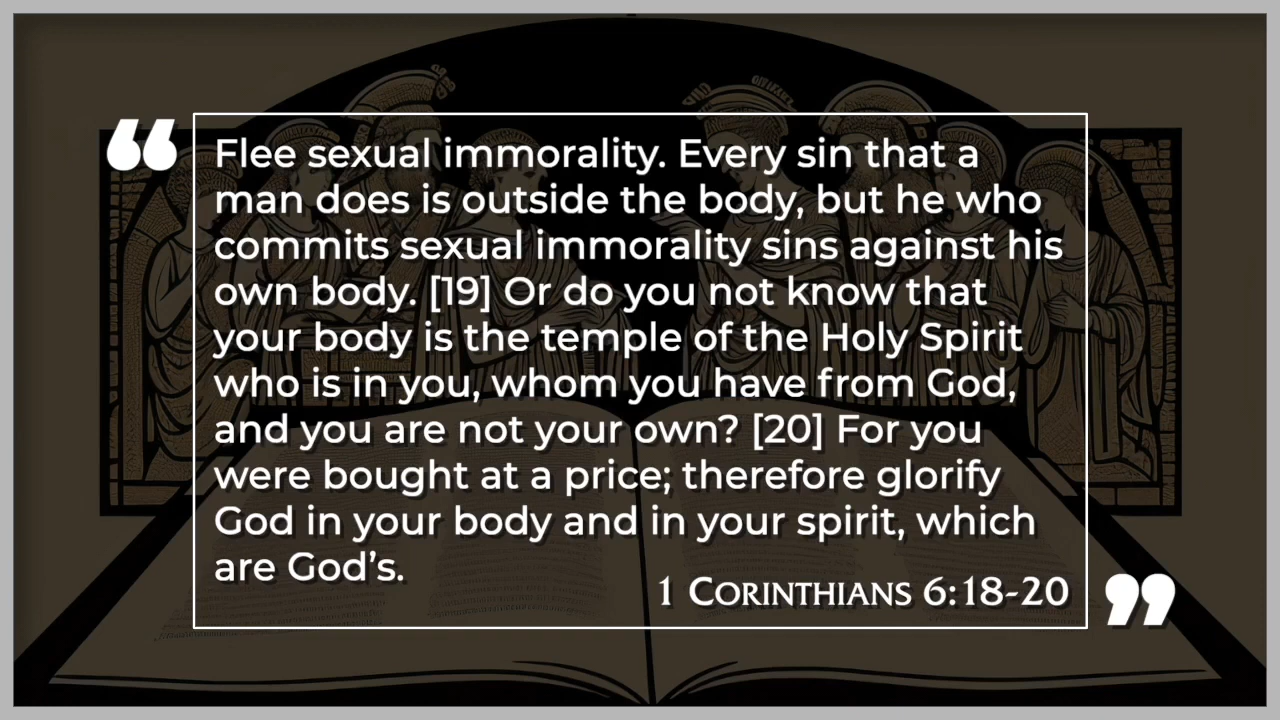 “
Flee sexual immorality. Every sin that a
man does is outside the body, but he who
commits sexual immorality sins against his
own body. [19] Or do you not know that
your body is the temple of the Holy Spirit
who is in you, whom you have from God,
and you are not your own? [20] For you
were bought at a price; therefore glorify
God in your body and in your spirit, which
are God’s.
1 Corinthians 6:18-20
”